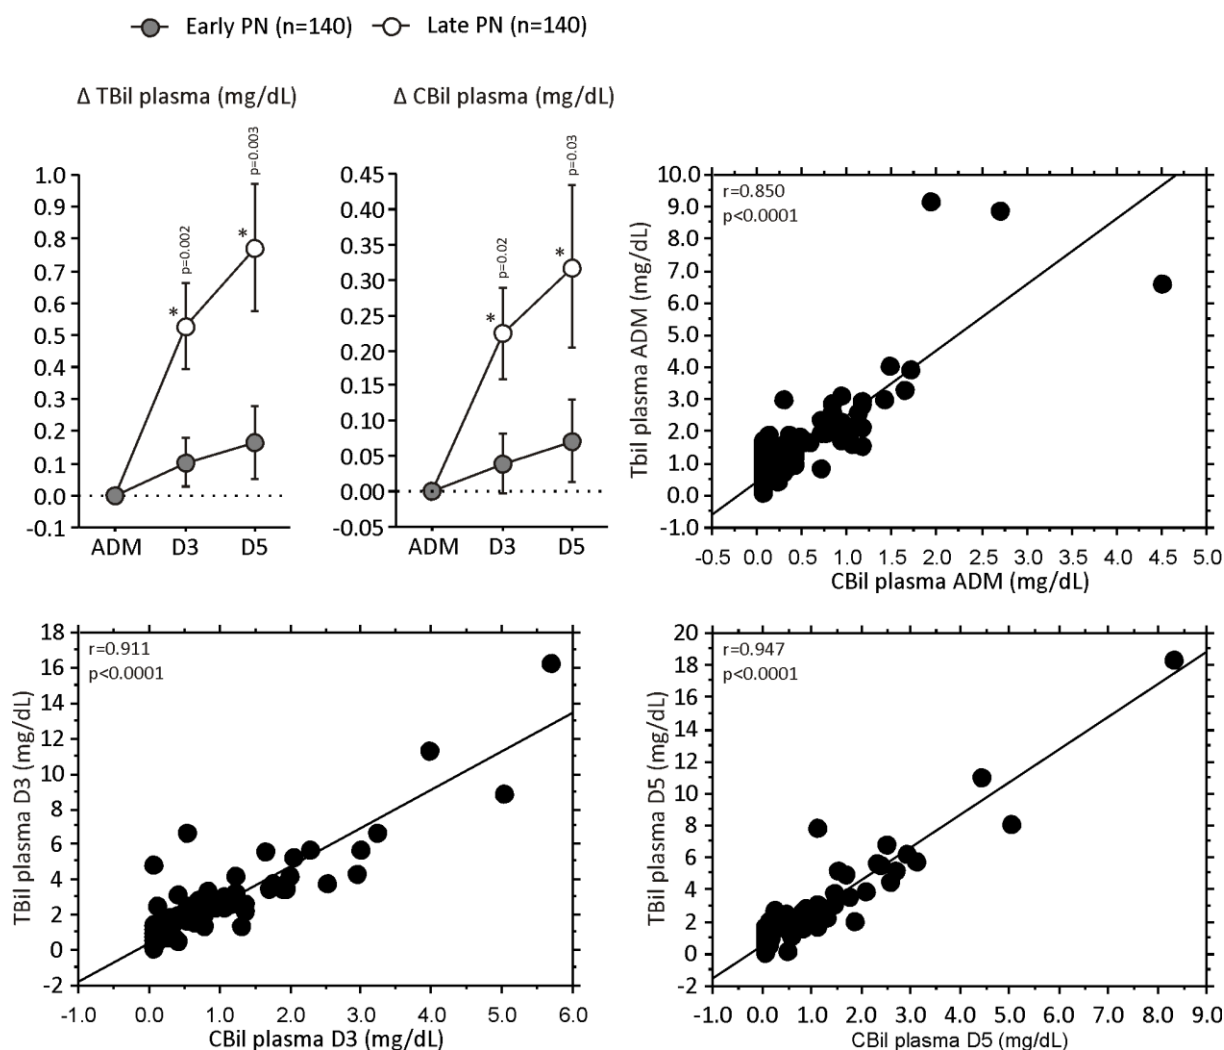 Early PN (n=140) Late PN (n=140)
Δ TBil plasma (mg/dL)
1.0
0.9
0.8
0.7
0.6
0.5
0.4
0.3
0.2
0.1
0.0
-0.1
* p=0.002
* p=0.003
ADM D3 D5
Δ CBil plasma (mg/dL)
0.45
0.40
0.35
0.30
0.25
0.20
0.15
0.10
0.05
0.00
-0.05
* p=0.02
* p=0.03
ADM D3 D5
Tbil plasma ADM (mg/dL)
10.0
9.0
8.0
7.0
6.0
5.0
4.0
3.0
2.0
1.0
0.0
-1.0
r=0.850
p<0.0001
-0.5 0.0 0.5 1.0 1.5 2.0 2.5 3.0 3.5 4.0 4.5 5.0
CBil plasma ADM (mg/dL)
TBil plasma D3 (mg/dL)
18
16
14
12
10
8
6
4
2
0
-2
r=0.911
p<0.0001
-1.0 0.0 1.0 2.0 3.0 4.0 5.0 6.0
CBil plasma D3 (mg/dL)
TBil plasma D5 (mg/dL)
20
18
16
14
12
10
8
6
4
2
0
-2
r=0.947
p<0.0001
-1.0 0.0 1.0 2.0 3.0 4.0 5.0 6.0 7.0 8.0 9.0
CBil plasma D5 (mg/dL)